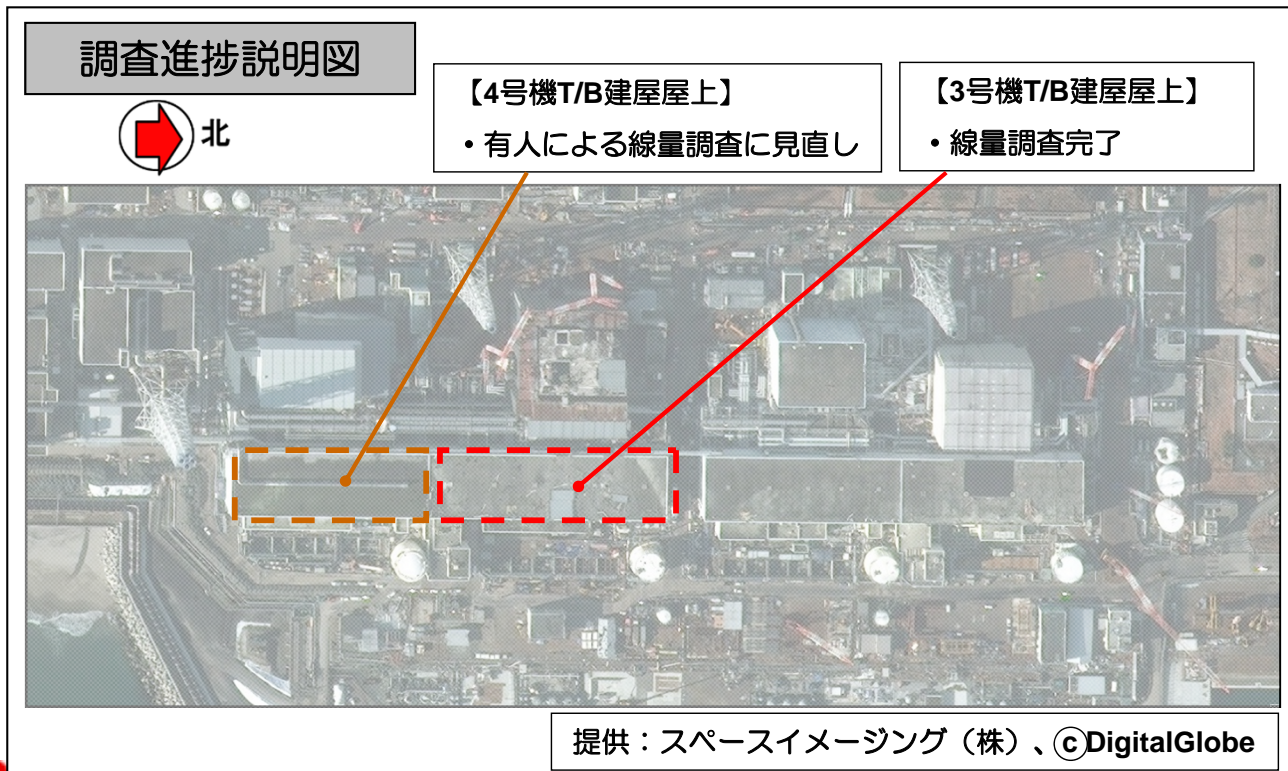 調査進捗説明図
北
【4号機T/B建屋屋上】
・有人による線量調査に見直し
【3号機T/B建屋屋上】
・線量調査完了
提供：スペースイメージング（株）、ⓒDigitalGlobe